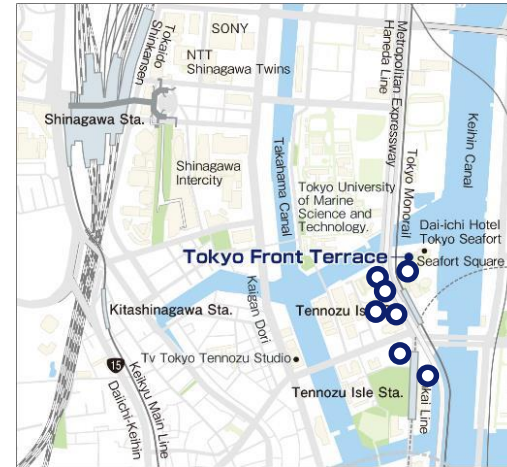 Tokaido
Shinkansen
SONY
NTT
Shinagawa Twins
Metropolitan Expressway
Haneda Line
Shinagawa Sta.
Keihin Canal
Takahama Canal
Tokyo Monorail
Shinagawa
Intercity
Tokyo University
of Marine
Science and
Technology.
Dai-ichi Hotel
Tokyo Seafort
Tokyo Front Terrace
Seafort Square
Kaigan Dori
Kitashinagawa Sta.
Tennozu
Tv Tokyo Tennozu Studio
15
Keikyu Main Line
Daiichi-Keihin
Tennozu Isle Sta.
Line